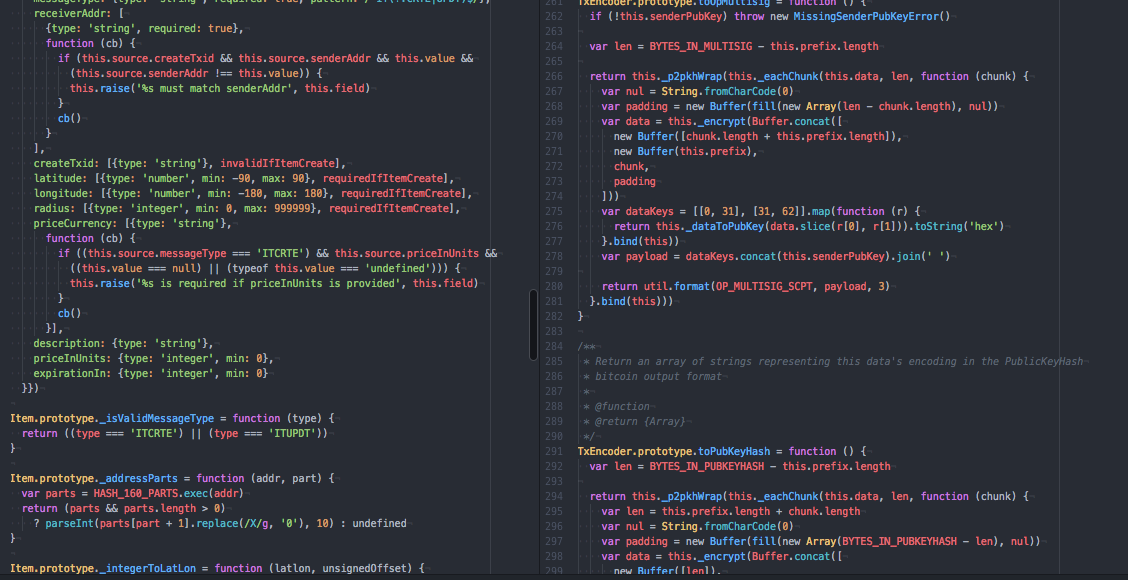 receiverAddr: [
{type: 'string', required: true},
function (cb) {
if (this.source.createTxid && this.source.senderAddr && this.value &&
(this.source.senderAddr !== this.value)) {
this.raise('%s must match senderAddr', this.field)
}
cb()
}
],
createTxid: [{type: 'string'}, invalidIfItemCreate],
latitude: [{type: 'number', min: -90, max: 90}, requiredIfItemCreate],
longitude: [{type: 'number', min: -180, max: 180}, requiredIfItemCreate],
radius: [{type: 'integer', min: 0, max: 999999}, requiredIfItemCreate],
priceCurrency: [{type: 'string'},
function (cb) {
if ((this.source.messageType === 'ITCRTE') && this.source.priceInUnits &&
((this.value === null) || (typeof this.value === 'undefined'))) {
this.raise('%s is required if priceInUnits is provided', this.field)
}
cb()
}],
description: {type: 'string'},
priceInUnits: {type: 'integer', min: 0},
expirationIn: {type: 'integer', min: 0}
}})
Item.prototype._isValidMessageType = function (type) {
return ((type === 'ITCRTE') || (type === 'ITUPDT'))
}
Item.prototype._addressParts = function (addr, part) {
var parts = HASH_160_PARTS.exec(addr)
return (parts && parts.length > 0)
? parseInt(parts[part + 1].replace(/X/g, '0'), 10) : undefined
}
Item.prototype._integerToLatLon = function (latlon, unsignedOffset) {
261 TxEncoder.prototype.toOpMultisig = function () {
262 if (!this.senderPubKey) throw new MissingSenderPubKeyError()
263
264 var len = BYTES_IN_MULTISIG - this.prefix.length
265
266 return this._p2pkhWrap(this._eachChunk(this.data, len, function (chunk) {
267 var nul = String.fromCharCode(0)
268 var padding = new Buffer(fill(new Array(len - chunk.length), nul))
269 var data = this._encrypt(Buffer.concat([
270 new Buffer([chunk.length + this.prefix.length]),
271 new Buffer(this.prefix),
272 chunk,
273 padding
274 ]))
275 var dataKeys = [[0, 31], [31, 62]].map(function (r) {
276 return this._dataToPubKey(data.slice(r[0], r[1])).toString('hex')
277 }.bind(this))
278 var payload = dataKeys.concat(this.senderPubKey).join(' ')
279
280 return util.format(OP_MULTISIG_SCPT, payload, 3)
281 }.bind(this)))
282 }
283
284 /**
285 * Return an array of strings representing this data's encoding in the PublicKeyHash
286 * bitcoin output format
287 *
288 * @function
289 * @return {Array}
290 */
291 TxEncoder.prototype.toPubKeyHash = function () {
292 var len = BYTES_IN_PUBKEYHASH - this.prefix.length
293
294 return this._p2pkhWrap(this._eachChunk(this.data, len, function (chunk) {
295 var len = this.prefix.length + chunk.length
296 var nul = String.fromCharCode(0)
297 var padding = new Buffer(fill(new Array(BYTES_IN_PUBKEYHASH - len), nul))
298 var data = this._encrypt(Buffer.concat([
299 new Buffer([len]),